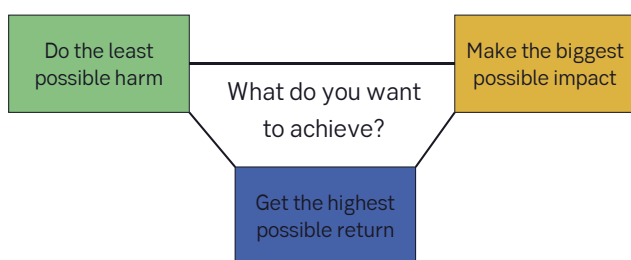 Do the least
possible harm
Make the biggest
possible impact
What do you want
to achieve?
Get the highest
possible return